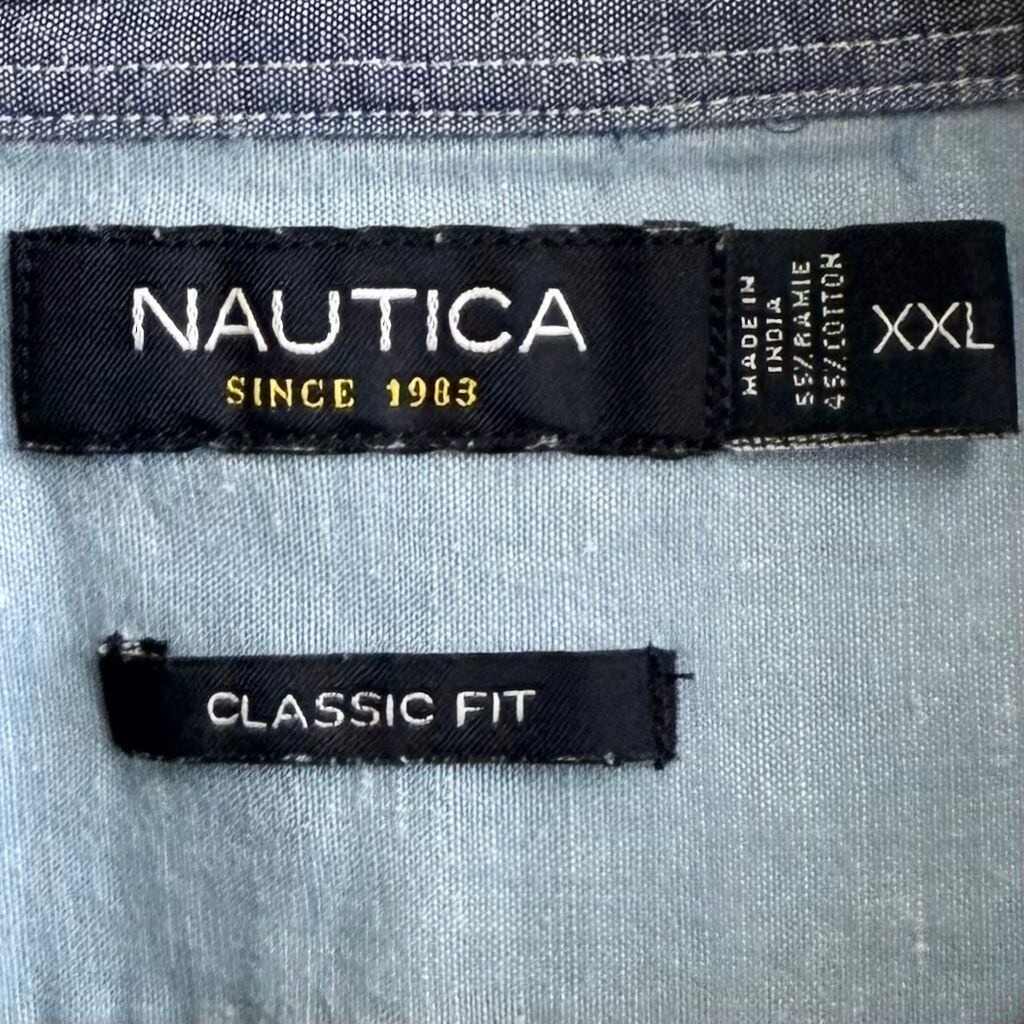 NAUTICA
SINCE 1983
MADE IN
INDIA
55% RAMIE
45% COTTON
XXL
CLASSIC FIT